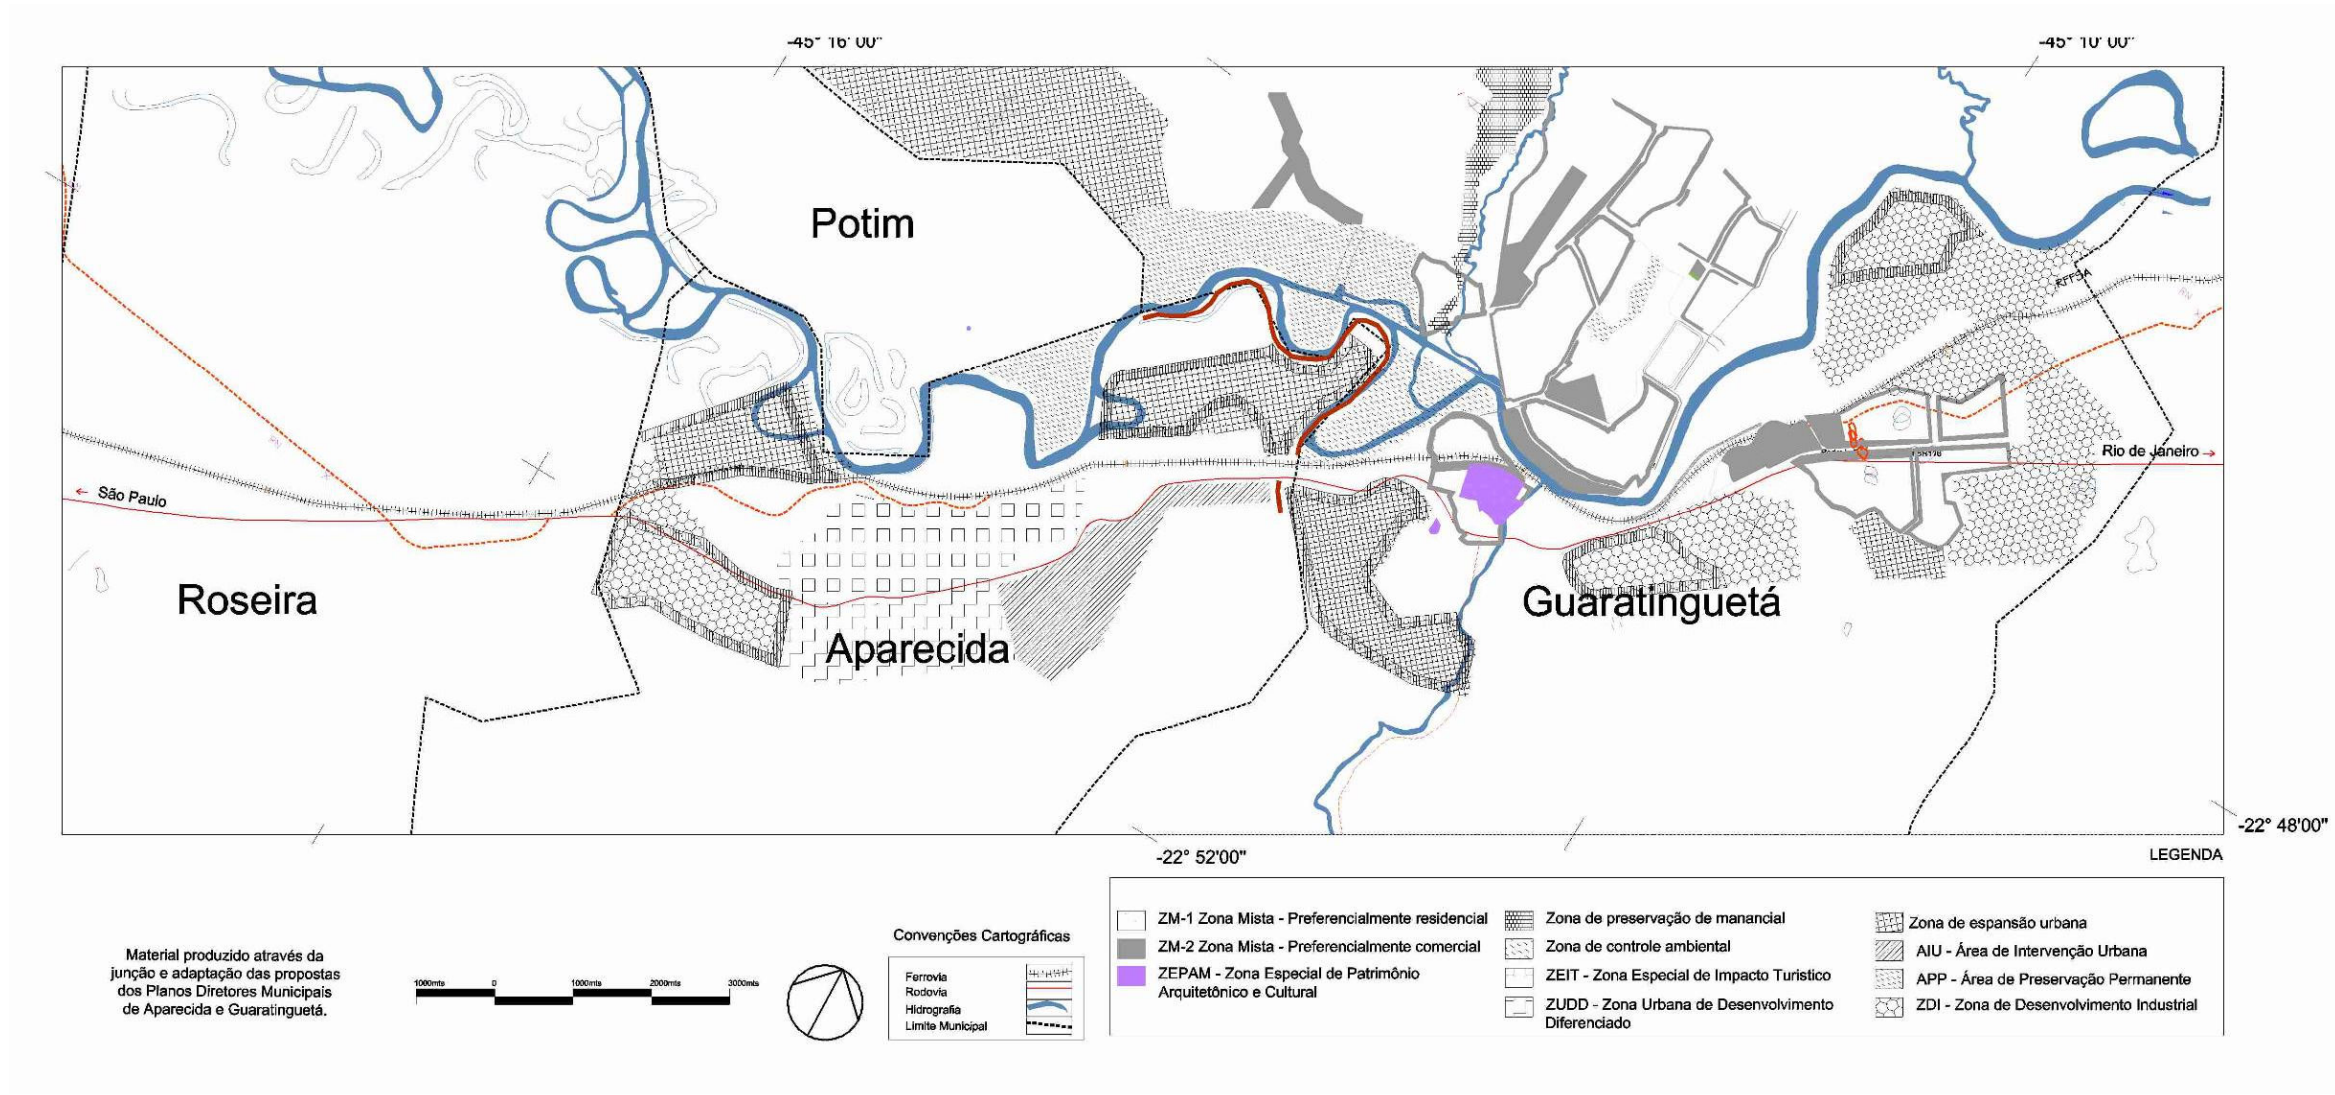 -45° 16' 00"
-45° 10' 00"
Potim
RFFSA
RN
RN
Rio de Janeiro →
← São Paulo
Roseira
Guaratinguetá
Aparecida
-22° 48'00"
-22° 52'00"
LEGENDA
Material produzido através da
junção e adaptação das propostas
dos Planos Diretores Municipais
de Aparecida e Guaratinguetá.
1000mts 0 1000mts 2000mts 3000mts
Convenções Cartográficas
Ferrovia
Rodovia
Hidrografia
Limite Municipal
ZM-1 Zona Mista - Preferencialmente residencial
ZM-2 Zona Mista - Preferencialmente comercial
ZEPAM - Zona Especial de Patrimônio
Arquitetônico e Cultural
Zona de preservação de manancial
Zona de controle ambiental
ZEIT - Zona Especial de Impacto Turistico
ZUDD - Zona Urbana de Desenvolvimento
Diferenciado
Zona de espansão urbana
AIU - Área de Intervenção Urbana
APP - Área de Preservação Permanente
ZDI - Zona de Desenvolvimento Industrial